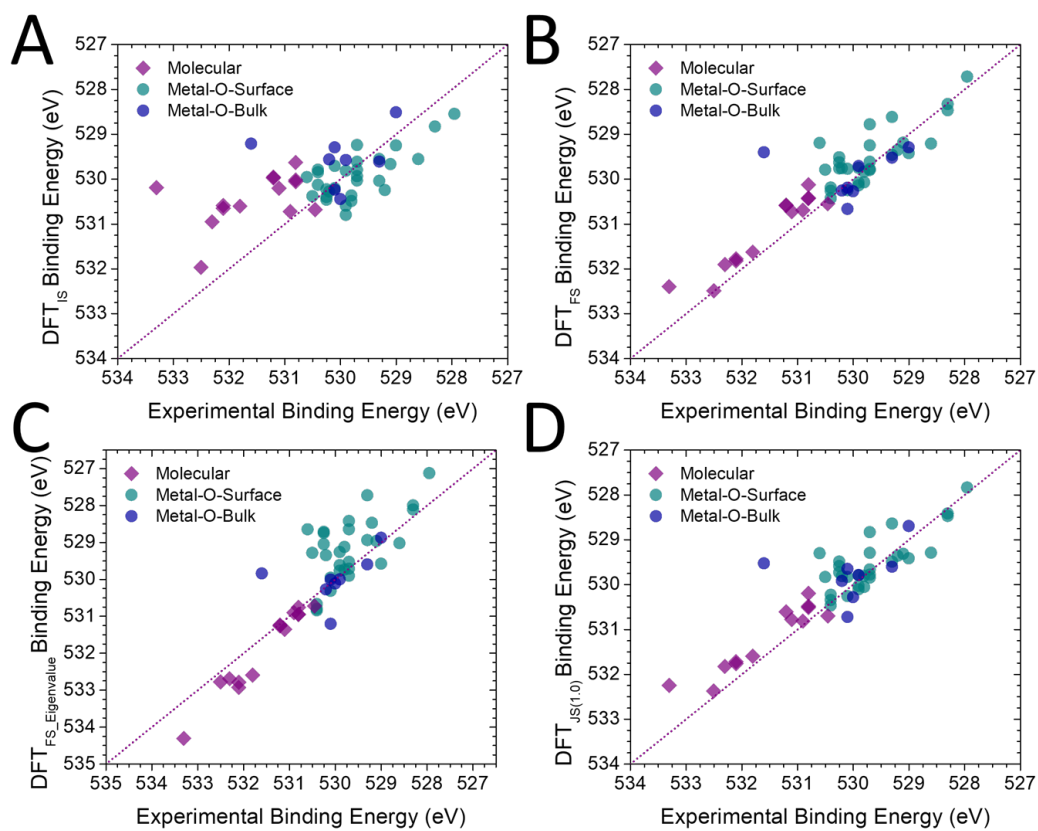 A
527
528
529
530
531
532
533
534
DFT_IS Binding Energy (eV)
Molecular
Metal-O-Surface
Metal-O-Bulk
534 533 532 531 530 529 528 527
Experimental Binding Energy (eV)
B
527
528
529
530
531
532
533
534
DFT_FS Binding Energy (eV)
Molecular
Metal-O-Surface
Metal-O-Bulk
534 533 532 531 530 529 528 527
Experimental Binding Energy (eV)
C
527
528
529
530
531
532
533
534
535
DFT_FS_Eigenvalue Binding Energy (eV)
Molecular
Metal-O-Surface
Metal-O-Bulk
535 534 533 532 531 530 529 528 527
Experimental Binding Energy (eV)
D
527
528
529
530
531
532
533
534
DFT_JS(1.0) Binding Energy (eV)
Molecular
Metal-O-Surface
Metal-O-Bulk
534 533 532 531 530 529 528 527
Experimental Binding Energy (eV)